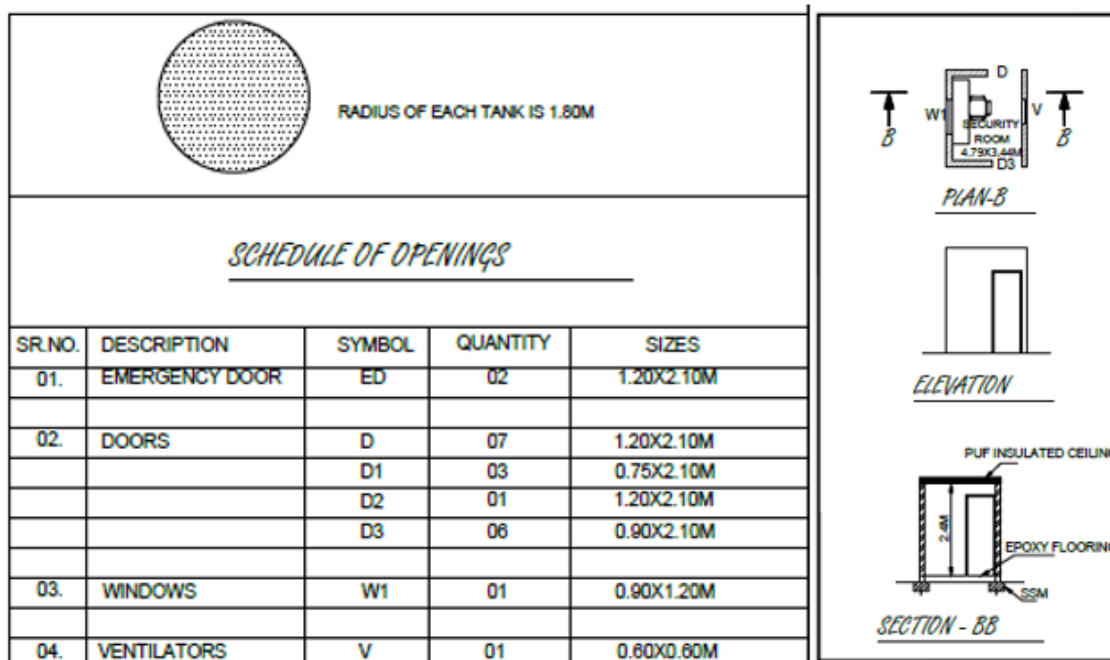 RADIUS OF EACH TANK IS 1.80M
SCHEDULE OF OPENINGS
SR.NO. DESCRIPTION SYMBOL QUANTITY SIZES
01. EMERGENCY DOOR ED 02 1.20X2.10M
02. DOORS D 07 1.20X2.10M
D1 03 0.75X2.10M
D2 01 1.20X2.10M
D3 06 0.90X2.10M
03. WINDOWS W1 01 0.90X1.20M
04. VENTILATORS V 01 0.60X0.60M
D
W1
V
B
B
SECURITY
ROOM
4.79X3.44M
D3
PLAN-B
ELEVATION
PUF INSULATED CEILING
2.4M
EPOXY FLOORING
SSM
SECTION - BB